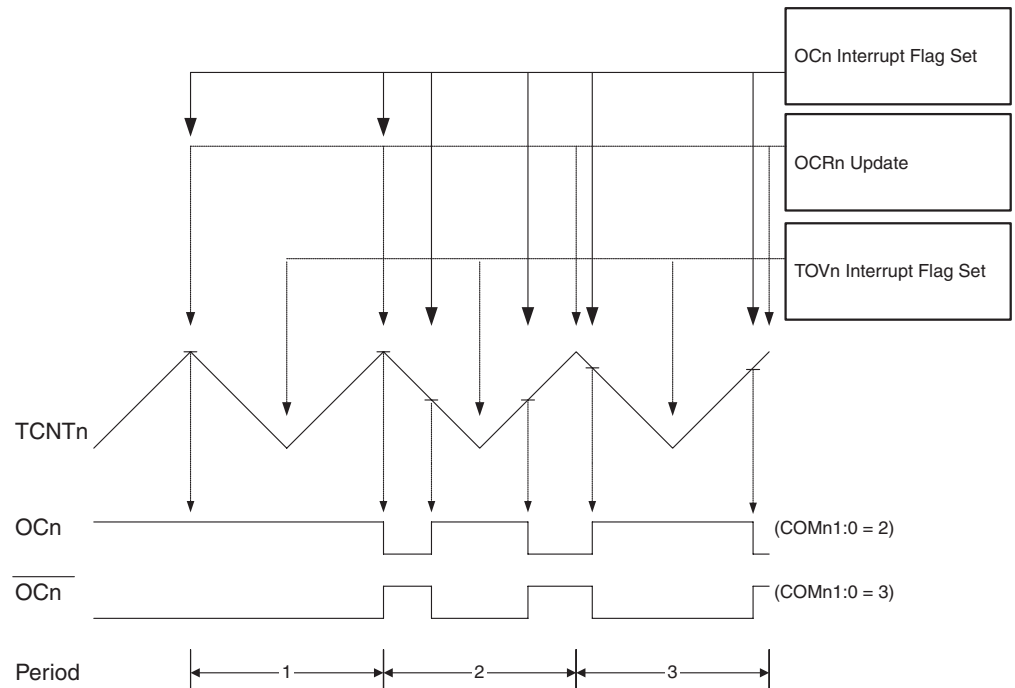 OCn Interrupt Flag Set
OCRn Update
TOVn Interrupt Flag Set
TCNTn
OCn
(COMn1:0 = 2)
OCn
(COMn1:0 = 3)
Period
1
2
3